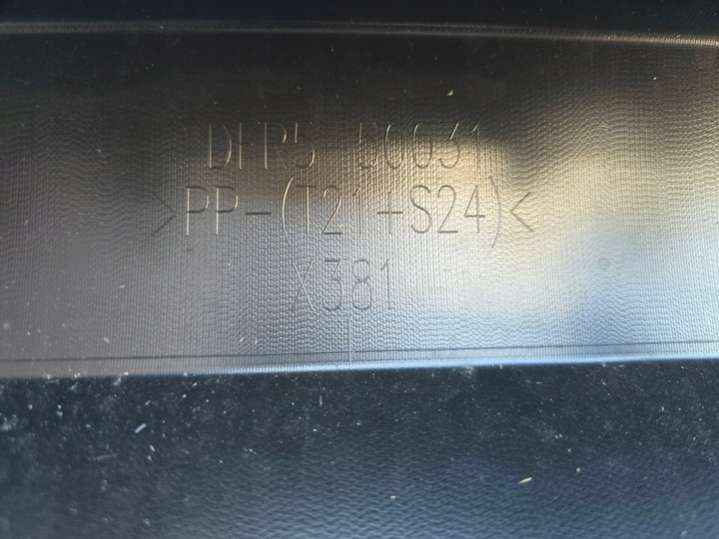 DFR5-50031
>PP-(T21+S24)<
X381